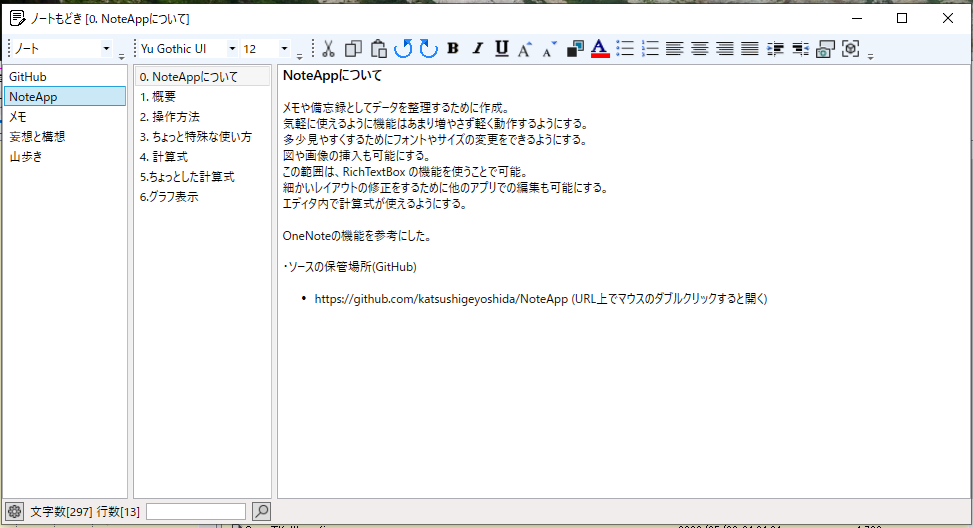 ノートもどき [0. NoteAppについて]
ノート
Yu Gothic UI
12
B I U A A A
GitHub
NoteApp
メモ
妄想と構想
山歩き
0. NoteAppについて
1. 概要
2. 操作方法
3. ちょっと特殊な使い方
4. 計算式
5.ちょっとした計算式
6.グラフ表示
NoteAppについて
メモや備忘録としてデータを整理するために作成。
気軽に使えるように機能はあまり増やさず軽く動作するようにする。
多少見やすくするためにフォントやサイズの変更をできるようにする。
図や画像の挿入も可能にする。
この範囲は、RichTextBox の機能を使うことで可能。
細かいレイアウトの修正をするために他のアプリでの編集も可能にする。
エディタ内で計算式が使えるようにする。
OneNoteの機能を参考にした。
・ソースの保管場所(GitHub)
• https://github.com/katsushigeyoshida/NoteApp (URL上でマウスのダブルクリックすると開く)
文字数[297] 行数[13]